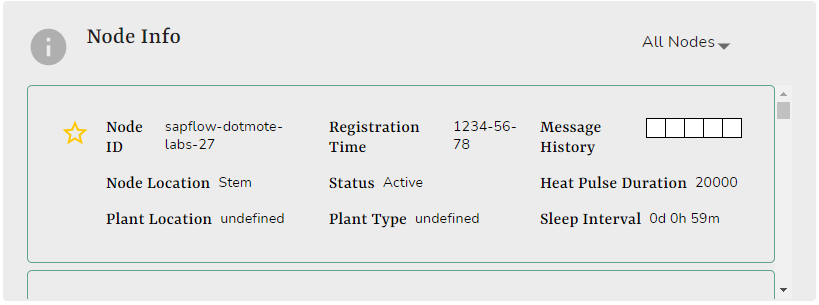 Node Info
All Nodes
Node ID sapflow-dotmote-labs-27 Registration Time 1234-56-78 Message History
Node Location Stem Status Active Heat Pulse Duration 20000
Plant Location undefined Plant Type undefined Sleep Interval 0d 0h 59m